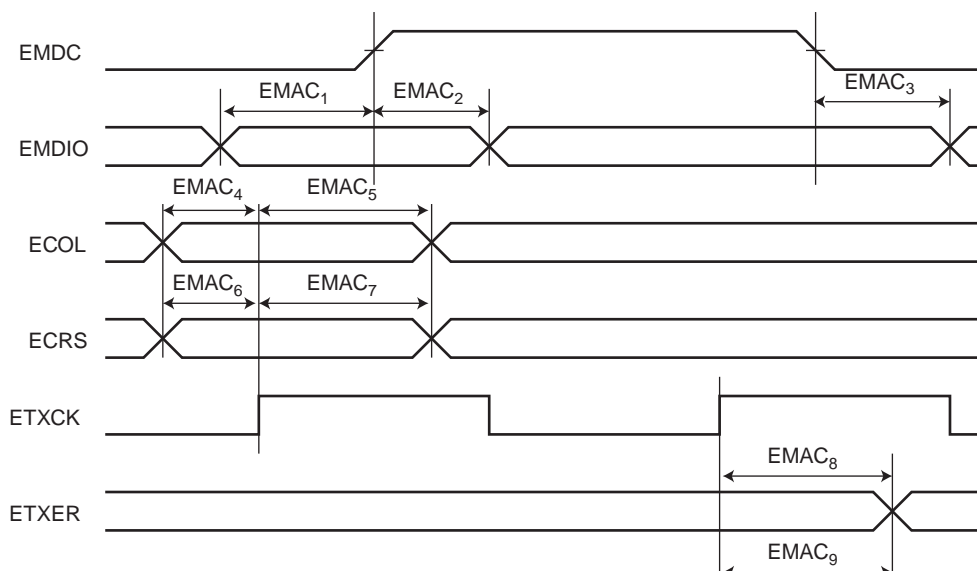 EMDC
EMAC₁ EMAC₂ EMAC₃
EMDIO
EMAC₄ EMAC₅
ECOL
EMAC₆ EMAC₇
ECRS
ETXCK
EMAC₈
ETXER
EMAC₉